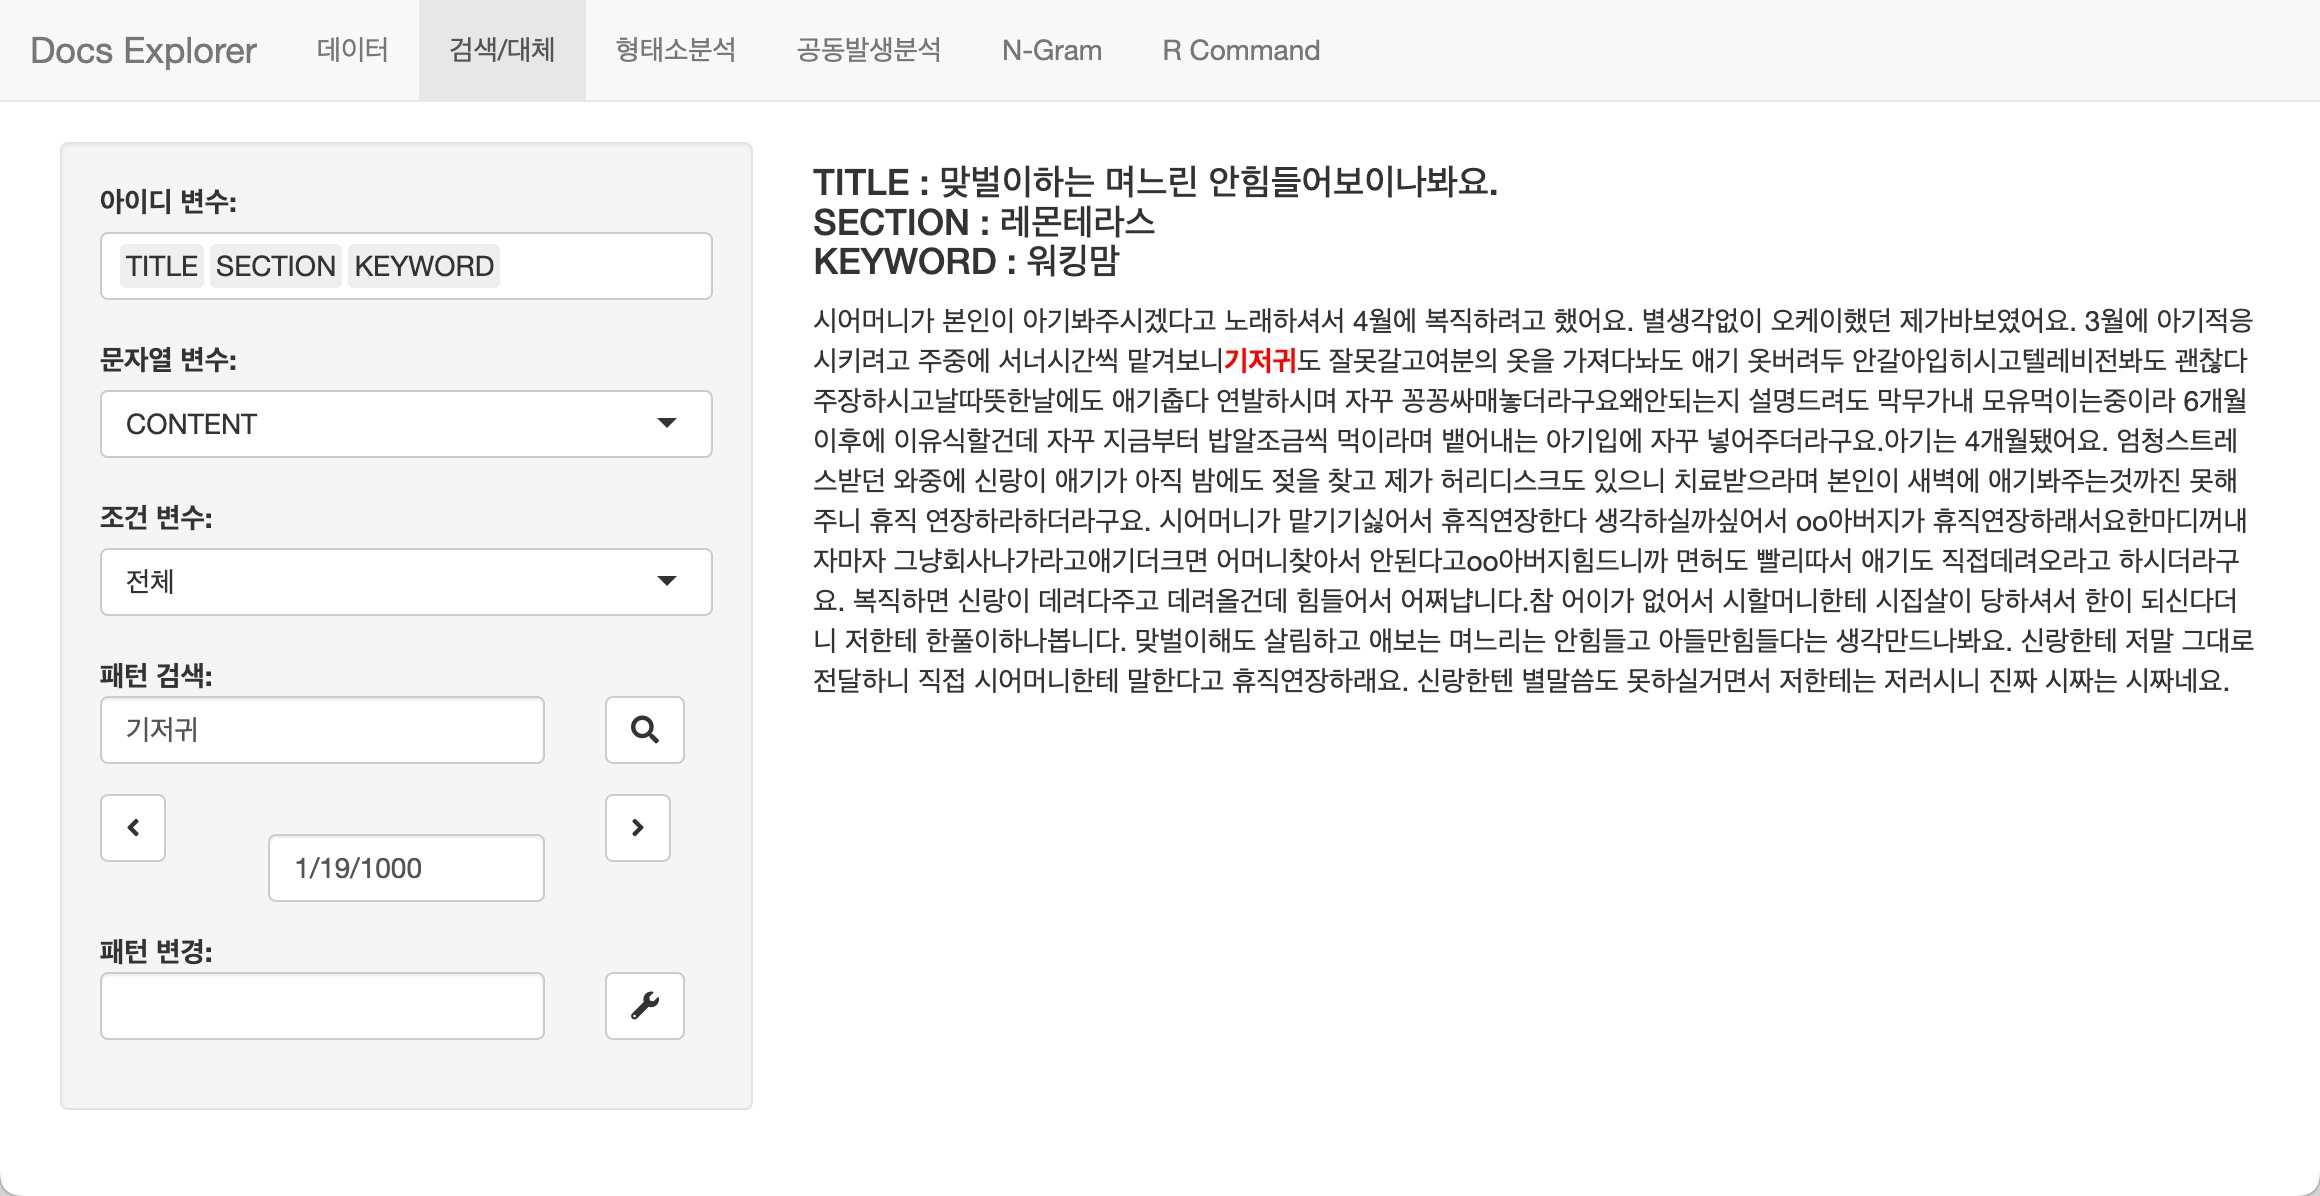 Docs Explorer 데이터 검색/대체 형태소분석 공동발생분석 N-Gram R Command
아이디 변수:
TITLE SECTION KEYWORD
문자열 변수:
CONTENT
조건 변수:
전체
패턴 검색:
기저귀
1/19/1000
패턴 변경:
TITLE : 맞벌이하는 며느린 안힘들어보이나봐요.
SECTION : 레몬테라스
KEYWORD : 워킹맘
시어머니가 본인이 아기봐주시겠다고 노래하셔서 4월에 복직하려고 했어요. 별생각없이 오케이했던 제가바보였어요. 3월에 아기적응
시키려고 주중에 서너시간씩 맡겨보니기저귀도 잘못갈고여분의 옷을 가져다놔도 애기 옷버려두 안갈아입히시고텔레비전봐도 괜찮다
주장하시고날따뜻한날에도 애기춥다 연발하시며 자꾸 꽁꽁싸매놓더라구요왜안되는지 설명드려도 막무가내 모유먹이는중이라 6개월
이후에 이유식할건데 자꾸 지금부터 밥알조금씩 먹이라며 뱉어내는 아기입에 자꾸 넣어주더라구요.아기는 4개월됐어요. 엄청스트레
스받던 와중에 신랑이 애기가 아직 밤에도 젖을 찾고 제가 허리디스크도 있으니 치료받으라며 본인이 새벽에 애기봐주는것까진 못해
주니 휴직 연장하라하더라구요. 시어머니가 맡기기싫어서 휴직연장한다 생각하실까싶어서 oo아버지가 휴직연장하래서요한마디꺼내
자마자 그냥회사나가라고애기더크면 어머니찾아서 안된다고oo아버지힘드니까 면허도 빨리따서 애기도 직접데려오라고 하시더라구
요. 복직하면 신랑이 데려다주고 데려올건데 힘들어서 어쩌냡니다.참 어이가 없어서 시할머니한테 시집살이 당하셔서 한이 되신다더
니 저한테 한풀이하나봅니다. 맞벌이해도 살림하고 애보는 며느리는 안힘들고 아들만힘들다는 생각만드나봐요. 신랑한테 저말 그대로
전달하니 직접 시어머니한테 말한다고 휴직연장하래요. 신랑한텐 별말씀도 못하실거면서 저한테는 저러시니 진짜 시짜는 시짜네요.